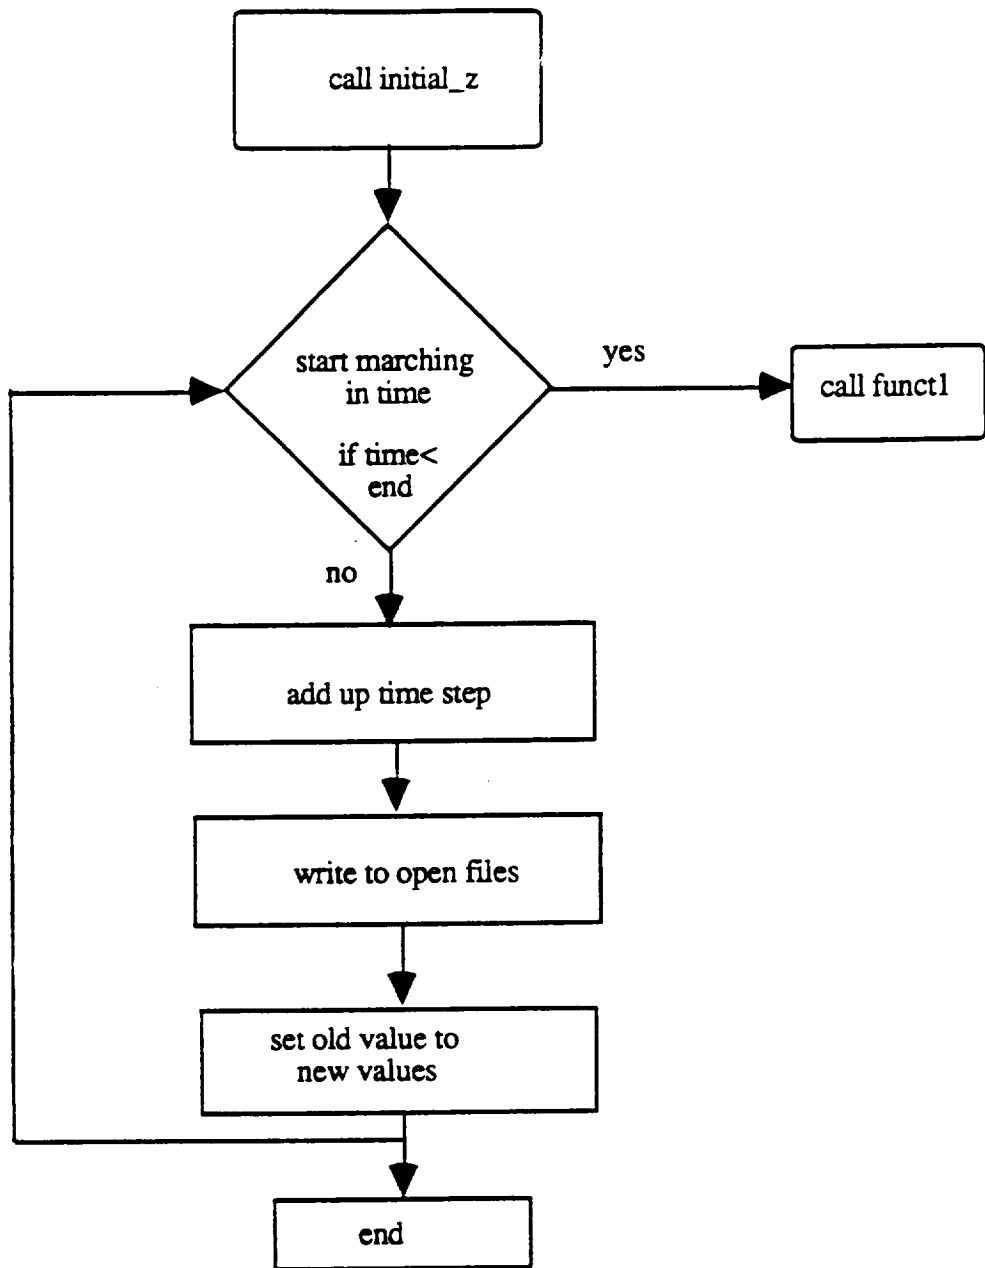 call initial_z
start marching
in time
if time<
end
yes
call funct1
no
add up time step
write to open files
set old value to
new values
end